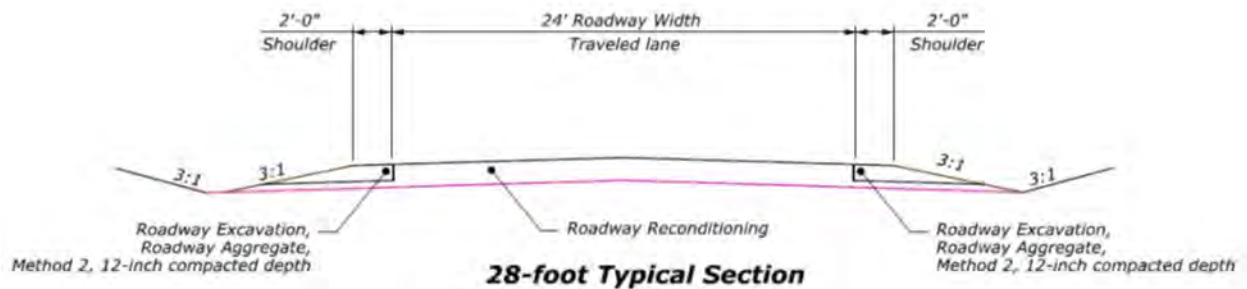 2'-0"
24' Roadway Width
2'-0"
Shoulder
Traveled lane
Shoulder
3:1
3:1
3:1
3:1
Roadway Excavation,
Roadway Aggregate,
Method 2, 12-inch compacted depth
Roadway Reconditioning
Roadway Excavation,
Roadway Aggregate,
Method 2, 12-inch compacted depth
28-foot Typical Section